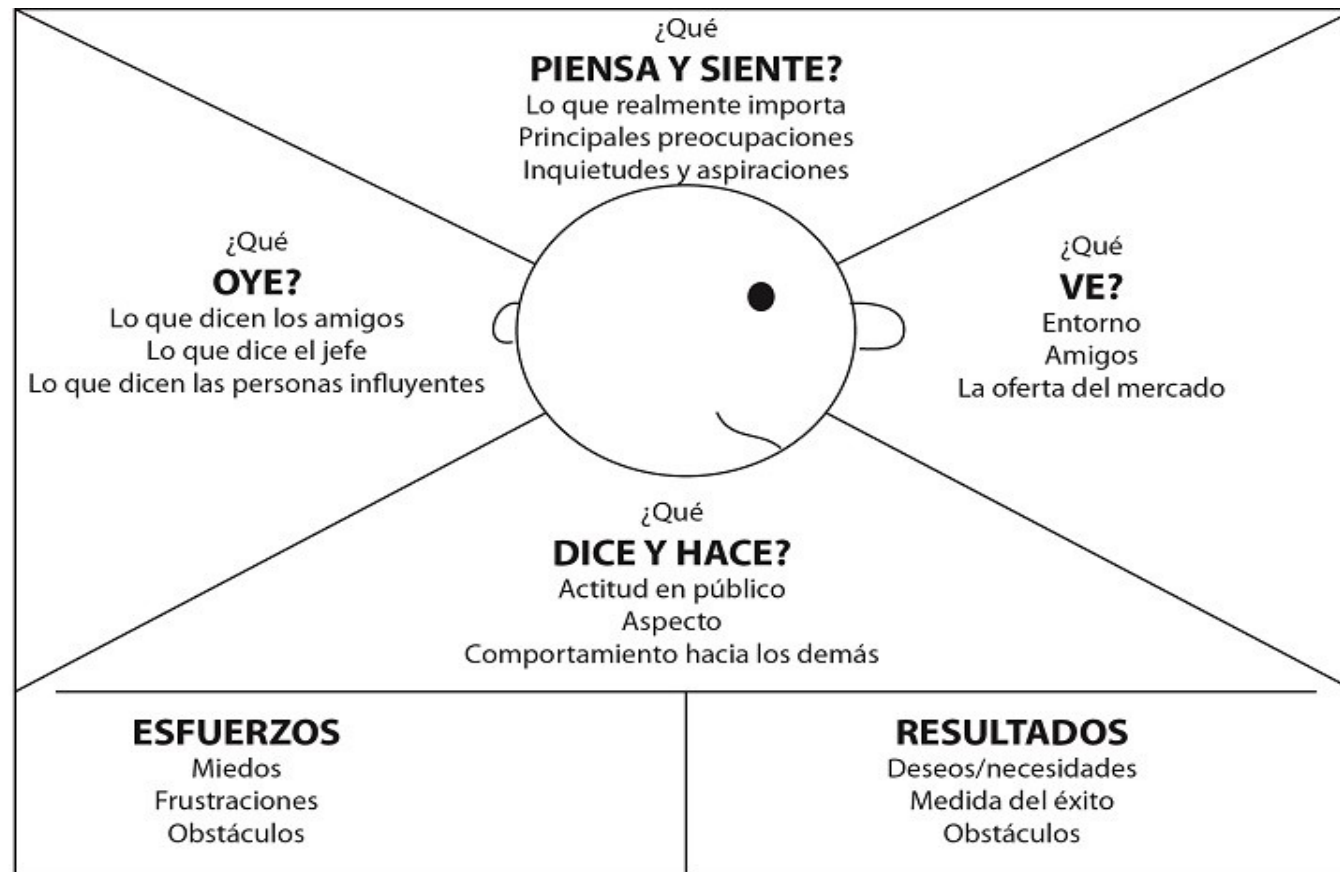 ¿Qué
PIENSA Y SIENTE?
Lo que realmente importa
Principales preocupaciones
Inquietudes y aspiraciones
¿Qué
OYE?
Lo que dicen los amigos
Lo que dice el jefe
Lo que dicen las personas influyentes
¿Qué
VE?
Entorno
Amigos
La oferta del mercado
¿Qué
DICE Y HACE?
Actitud en público
Aspecto
Comportamiento hacia los demás
ESFUERZOS
Miedos
Frustraciones
Obstáculos
RESULTADOS
Deseos/necesidades
Medida del éxito
Obstáculos